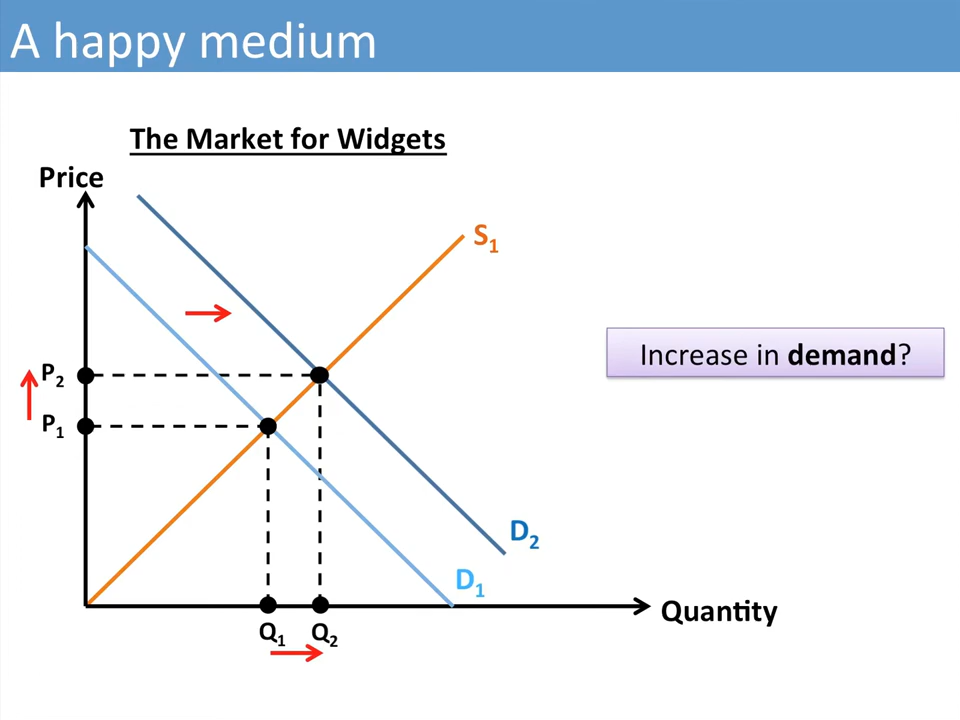 A happy medium
The Market for Widgets
Price
S₁
P₂
Increase in demand?
P₁
D₂
D₁
Quantity
Q₁ Q₂